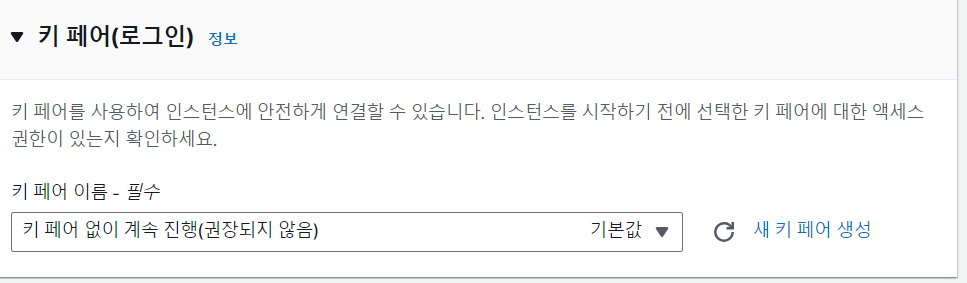 키 페어(로그인) 정보
키 페어를 사용하여 인스턴스에 안전하게 연결할 수 있습니다. 인스턴스를 시작하기 전에 선택한 키 페어에 대한 액세스
권한이 있는지 확인하세요.
키 페어 이름 - 필수
키 페어 없이 계속 진행(권장되지 않음) 기본값 새 키 페어 생성